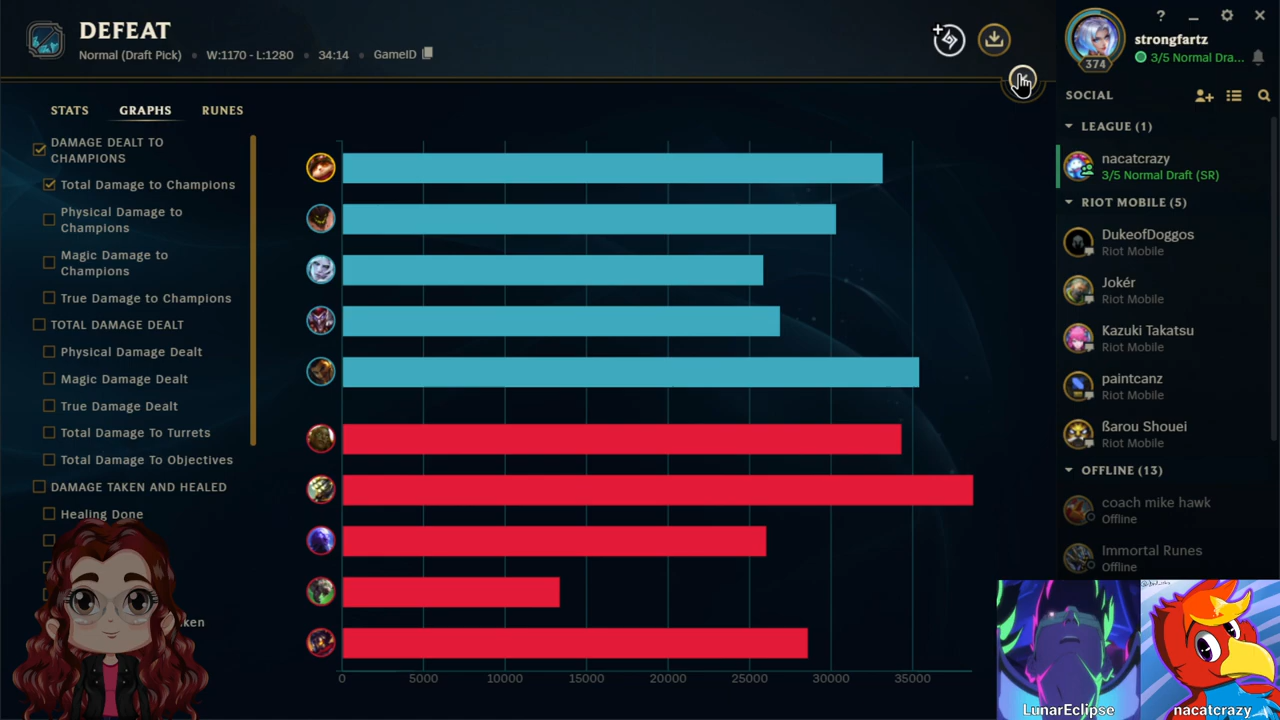 DEFEAT
Normal (Draft Pick) • W:1170 - L:1280 • 34:14 GameID
STATS GRAPHS RUNES
DAMAGE DEALT TO
CHAMPIONS
Total Damage to Champions
Physical Damage to
Champions
Magic Damage to
Champions
True Damage to Champions
TOTAL DAMAGE DEALT
Physical Damage Dealt
Magic Damage Dealt
True Damage Dealt
Total Damage To Turrets
Total Damage To Objectives
DAMAGE TAKEN AND HEALED
Healing Done
ken
0 5000 10000 15000 20000 25000 30000 35000
?
374
strongfartz
3/5 Normal Dra...
SOCIAL
LEAGUE (1)
nacatcrazy
3/5 Normal Draft (SR)
RIOT MOBILE (5)
DukeofDoggos
Riot Mobile
Jokér
Riot Mobile
Kazuki Takatsu
Riot Mobile
paintcanz
Riot Mobile
ßarou Shouei
Riot Mobile
OFFLINE (13)
coach mike hawk
Offline
Immortal Runes
Offline
LunarEclipse
nacatcrazy